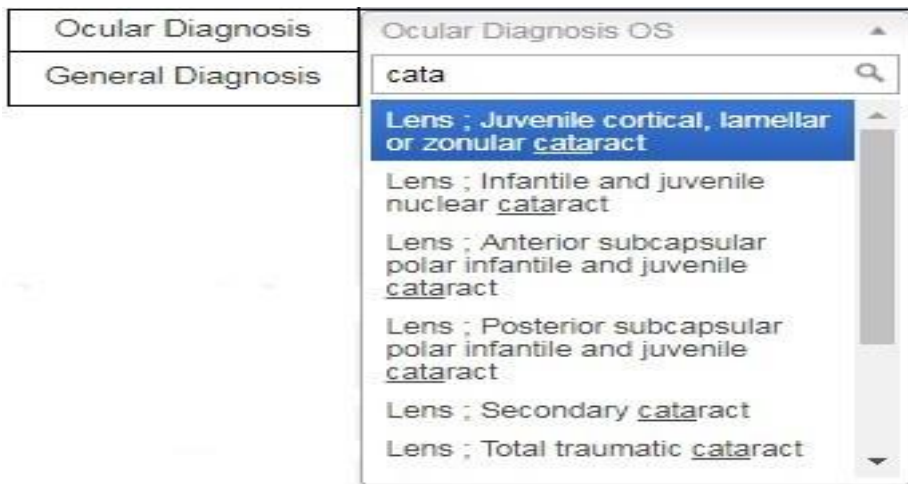 Ocular Diagnosis
Ocular Diagnosis OS
General Diagnosis
cata
Lens ; Juvenile cortical, lamellar
or zonular cataract
Lens ; Infantile and juvenile
nuclear cataract
Lens ; Anterior subcapsular
polar infantile and juvenile
cataract
Lens ; Posterior subcapsular
polar infantile and juvenile
cataract
Lens ; Secondary cataract
Lens ; Total traumatic cataract